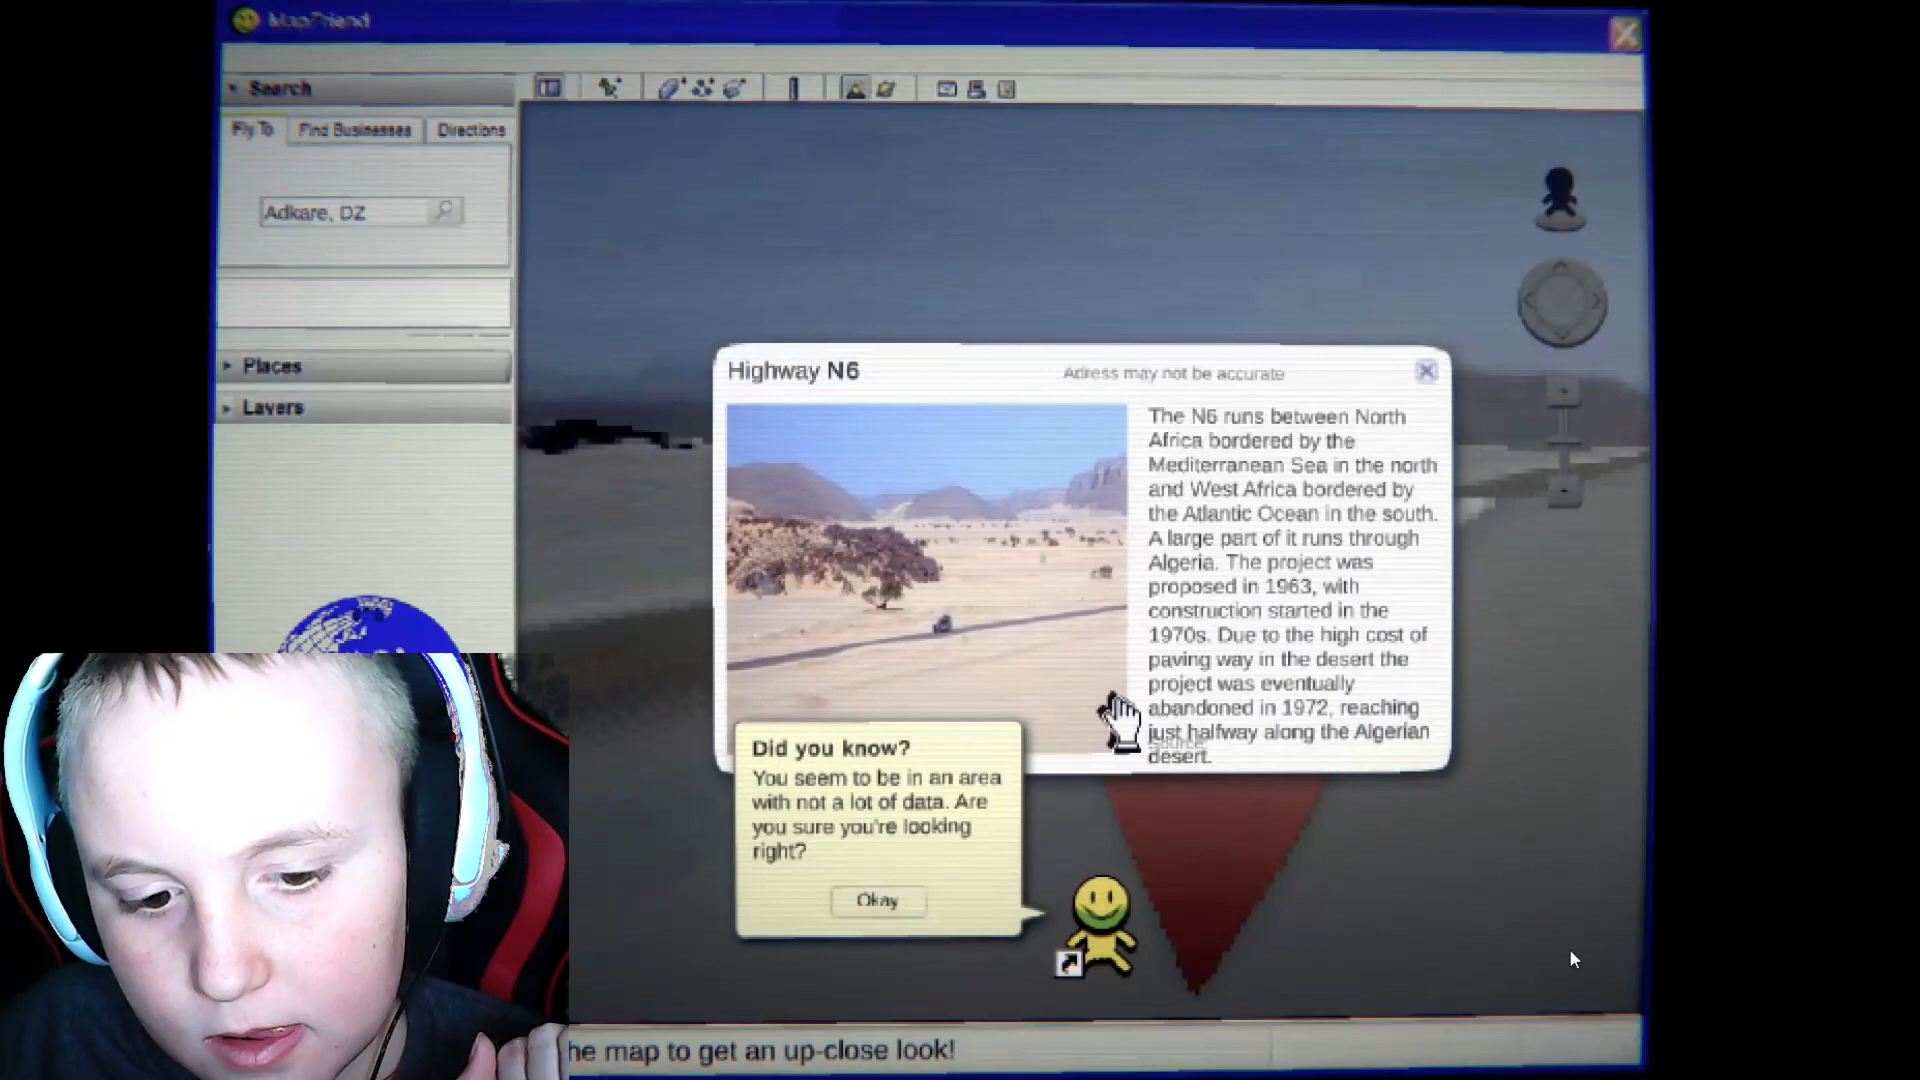 MapFriend
Search
Fly To
Find Businesses
Directions
Adkare, DZ
Places
Layers
Highway N6
Adress may not be accurate
The N6 runs between North
Africa bordered by the
Mediterranean Sea in the north
and West Africa bordered by
the Atlantic Ocean in the south.
A large part of it runs through
Algeria. The project was
proposed in 1963, with
construction started in the
1970s. Due to the high cost of
paving way in the desert the
project was eventually
abandoned in 1972, reaching
just halfway along the Algerian
desert.
Source:
Did you know?
You seem to be in an area
with not a lot of data. Are
you sure you're looking
right?
Okay
he map to get an up-close look!